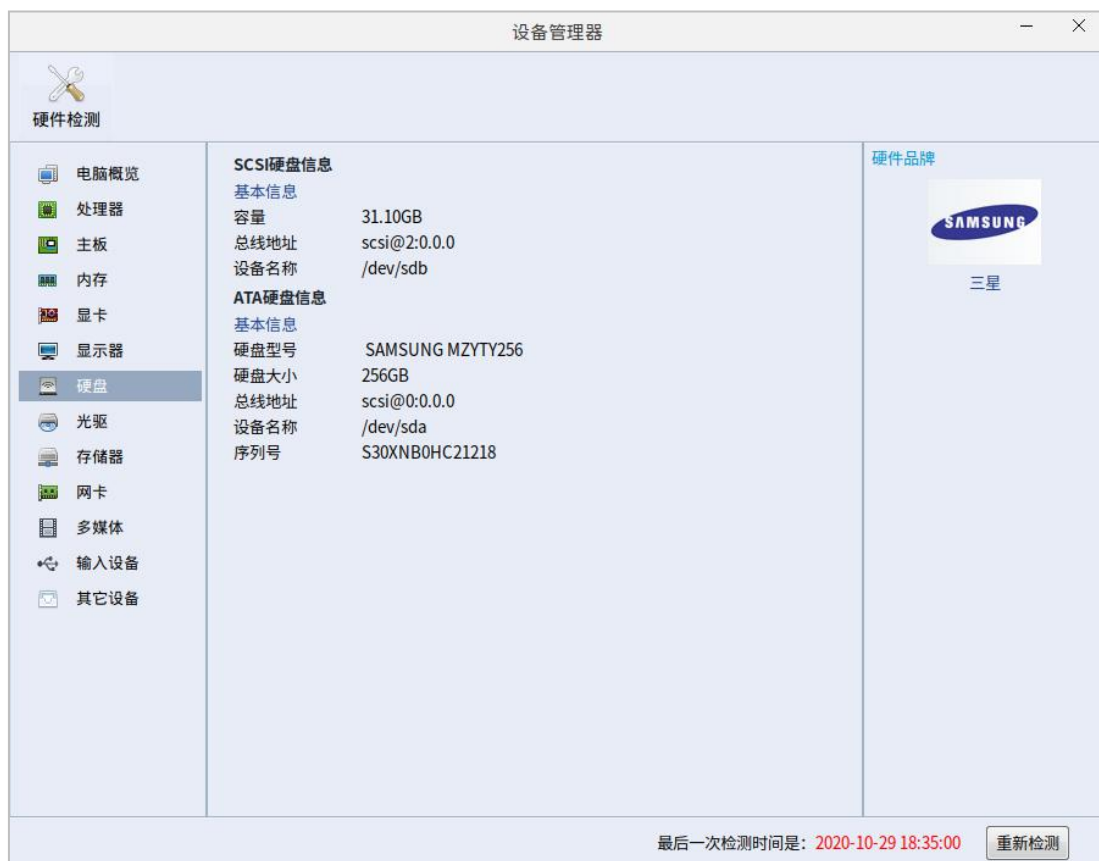 设备管理器
硬件检测
电脑概览
处理器
主板
内存
显卡
显示器
硬盘
光驱
存储器
网卡
多媒体
输入设备
其它设备
SCSI硬盘信息
基本信息
容量 31.10GB
总线地址 scsi@2:0.0.0
设备名称 /dev/sdb
ATA硬盘信息
基本信息
硬盘型号 SAMSUNG MZYTY256
硬盘大小 256GB
总线地址 scsi@0:0.0.0
设备名称 /dev/sda
序列号 S30XNB0HC21218
硬件品牌
SAMSUNG
三星
最后一次检测时间是：2020-10-29 18:35:00 重新检测